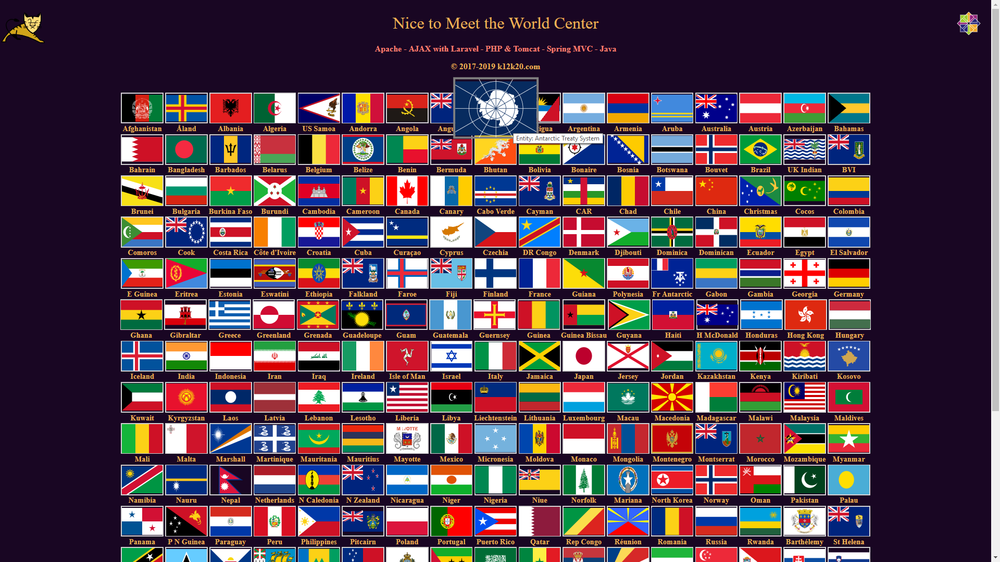 Nice to Meet the World Center
Apache - AJAX with Laravel - PHP & Tomcat - Spring MVC - Java
© 2017-2019 k12k20.com
Afghanistan Åland Albania Algeria US Samoa Andorra Angola Angu igua Argentina Armenia Aruba Australia Austria Azerbaijan Bahamas
Entity: Antarctic Treaty System
Bahrain Bangladesh Barbados Belarus Belgium Belize Benin Bermuda Bhutan Bolivia Bonaire Bosnia Botswana Bouvet Brazil UK Indian BVI
Brunei Bulgaria Burkina Faso Burundi Cambodia Cameroon Canada Canary Cabo Verde Cayman CAR Chad Chile China Christmas Cocos Colombia
Comoros Cook Costa Rica Côte d'Ivoire Croatia Cuba Curaçao Cyprus Czechia DR Congo Denmark Djibouti Dominica Dominican Ecuador Egypt El Salvador
E Guinea Eritrea Estonia Eswatini Ethiopia Falkland Faroe Fiji Finland France Guiana Polynesia Fr Antarctic Gabon Gambia Georgia Germany
Ghana Gibraltar Greece Greenland Grenada Guadeloupe Guam Guatemala Guernsey Guinea Guinea Bissau Guyana Haiti H McDonald Honduras Hong Kong Hungary
Iceland India Indonesia Iran Iraq Ireland Isle of Man Israel Italy Jamaica Japan Jersey Jordan Kazakhstan Kenya Kiribati Kosovo
Kuwait Kyrgyzstan Laos Latvia Lebanon Lesotho Liberia Libya Liechtenstein Lithuania Luxembourg Macau Macedonia Madagascar Malawi Malaysia Maldives
Mali Malta Marshall Martinique Mauritania Mauritius Mayotte Mexico Micronesia Moldova Monaco Mongolia Montenegro Montserrat Morocco Mozambique Myanmar
Namibia Nauru Nepal Netherlands N Caledonia N Zealand Nicaragua Niger Nigeria Niue Norfolk Mariana North Korea Norway Oman Pakistan Palau
Panama P N Guinea Paraguay Peru Philippines Pitcairn Poland Portugal Puerto Rico Qatar Rep Congo Réunion Romania Russia Rwanda Barthélemy St Helena